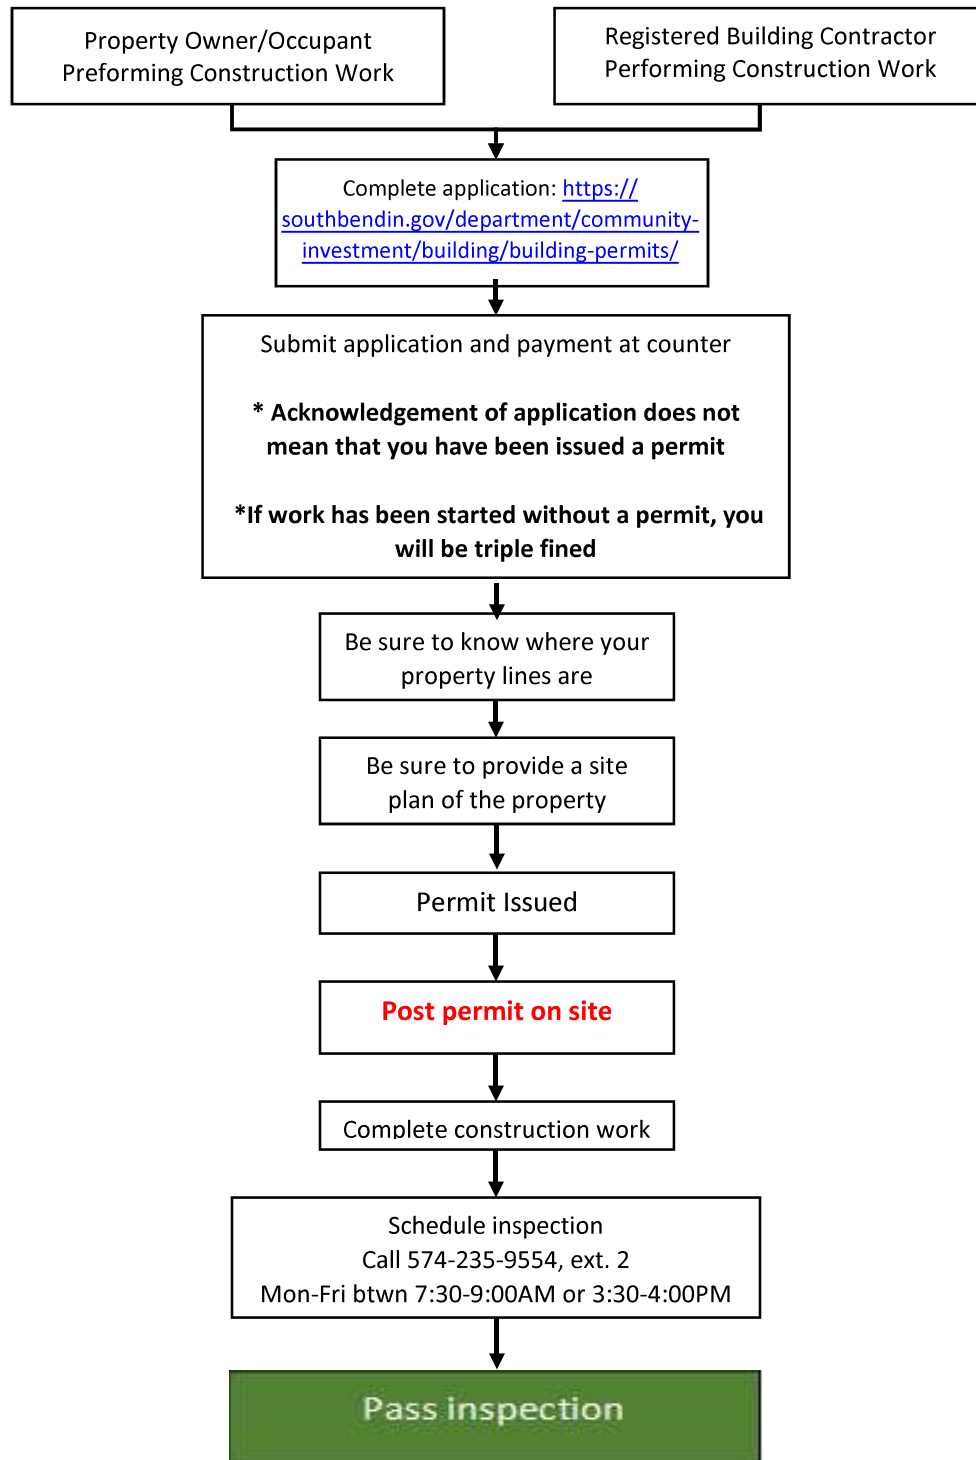 Property Owner/Occupant
Preforming Construction Work
Registered Building Contractor
Performing Construction Work
Complete application: https://
southbendin.gov/department/community-
investment/building/building-permits/
Submit application and payment at counter
* Acknowledgement of application does not
mean that you have been issued a permit
*If work has been started without a permit, you
will be triple fined
Be sure to know where your
property lines are
Be sure to provide a site
plan of the property
Permit Issued
Post permit on site
Complete construction work
Schedule inspection
Call 574-235-9554, ext. 2
Mon-Fri btwn 7:30-9:00AM or 3:30-4:00PM
Pass inspection